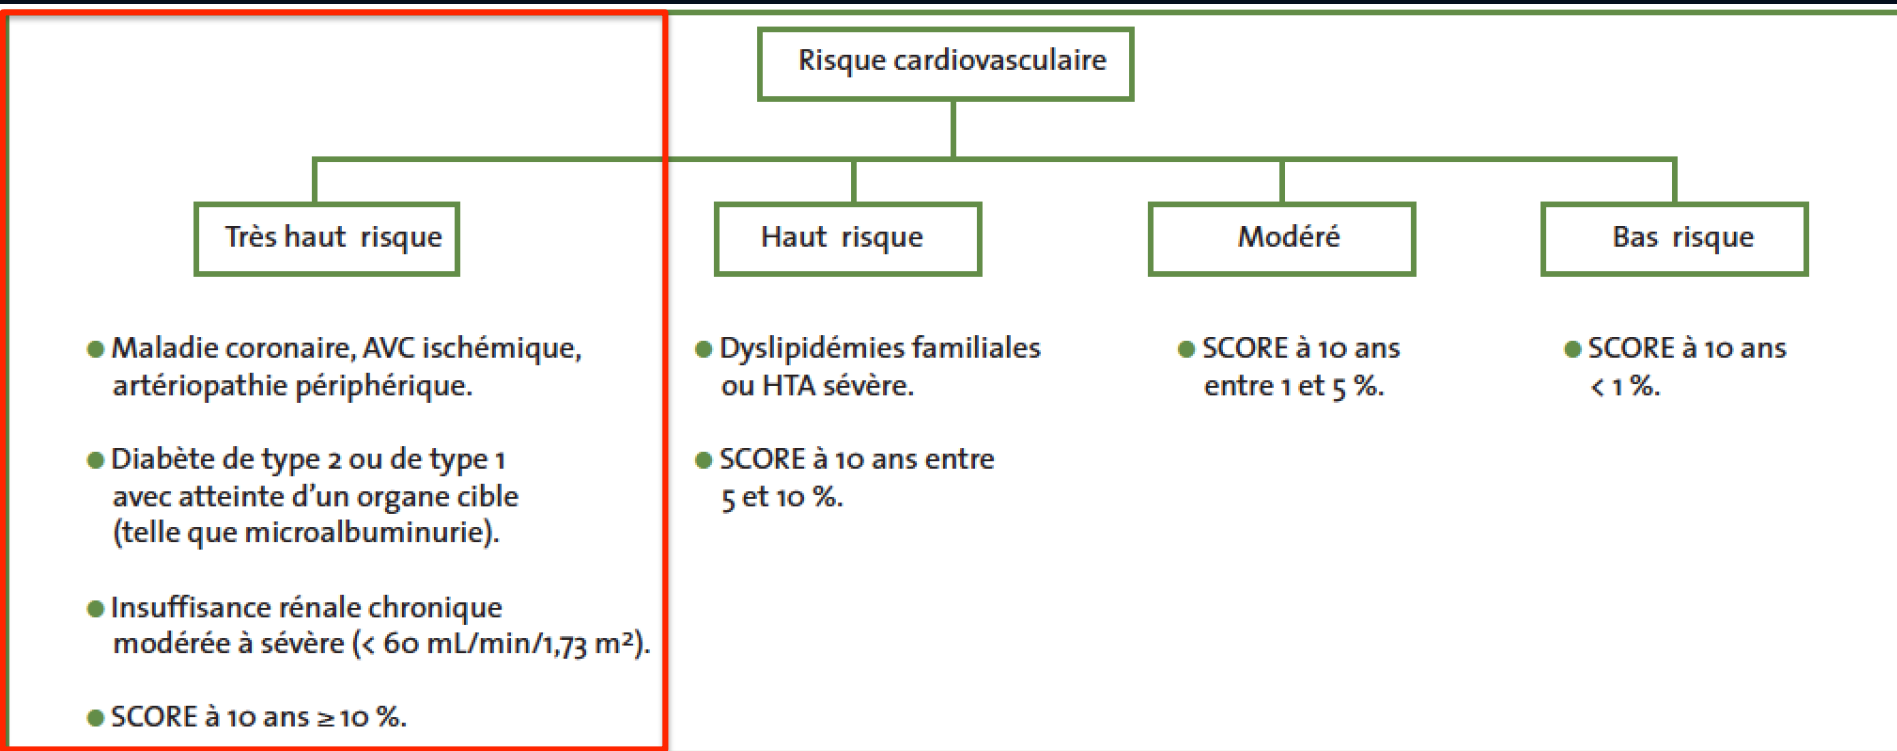 Risque cardiovasculaire
Très haut risque
Haut risque
Modéré
Bas risque
● Maladie coronaire, AVC ischémique,
artériopathie périphérique.
● Diabète de type 2 ou de type 1
avec atteinte d’un organe cible
(telle que microalbuminurie).
● Insuffisance rénale chronique
modérée à sévère (< 60 mL/min/1,73 m²).
● SCORE à 10 ans ≥ 10 %.
● Dyslipidémies familiales
ou HTA sévère.
● SCORE à 10 ans entre
5 et 10 %.
● SCORE à 10 ans
entre 1 et 5 %.
● SCORE à 10 ans
< 1 %.